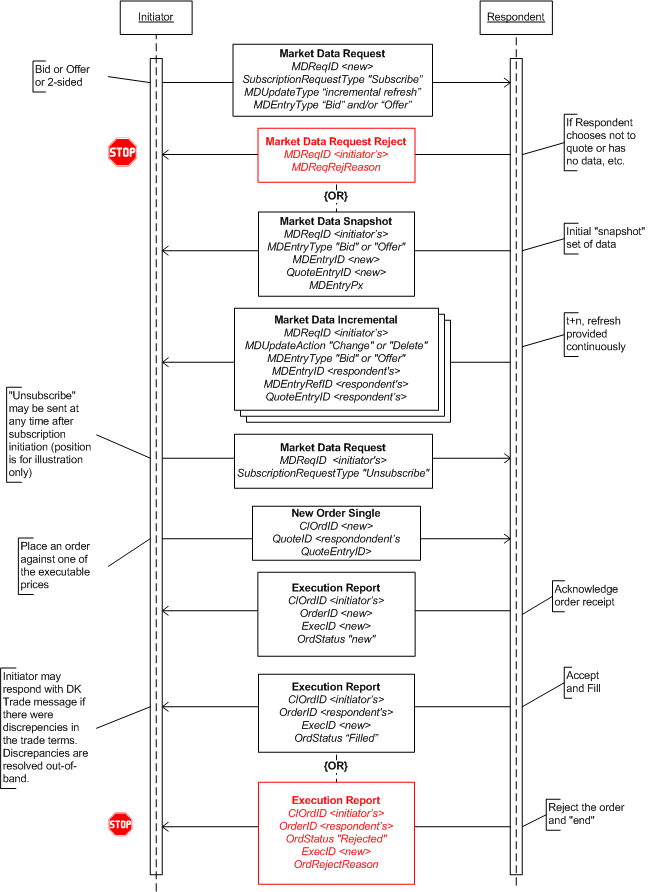 Initiator
Respondent
Bid or Offer
or 2-sided
Market Data Request
MDReqID <new>
SubscriptionRequestType "Subscribe"
MDUpdateType “incremental refresh”
MDEntryType “Bid” and/or “Offer”
STOP
Market Data Request Reject
MDReqID <initiator's>
MDReqRejReason
If Respondent
chooses not to
quote or has
no data, etc.
{OR}
Market Data Snapshot
MDReqID <initiator’s>
MDEntryType "Bid" or "Offer"
MDEntryID <new>
QuoteEntryID <new>
MDEntryPx
Initial "snapshot"
set of data
Market Data Incremental
MDReqID <initiator’s>
MDUpdateAction "Change" or "Delete"
MDEntryType "Bid" or "Offer"
MDEntryID <respondent's>
MDEntryRefID <respondent's>
QuoteEntryID <respondent’s>
t+n, refresh
provided
continuously
"Unsubscribe"
may be sent at
any time after
subscription
initiation (position
is for illustration
only)
Market Data Request
MDReqID <initiator's>
SubscriptionRequestType "Unsubscribe"
New Order Single
ClOrdID <new>
QuoteID <respondondent’s
QuoteEntryID>
Place an order
against one of
the executable
prices
Execution Report
ClOrdID <initiator’s>
OrderID <new>
ExecID <new>
OrdStatus "new"
Acknowledge
order receipt
Initiator may
respond with DK
Trade message if
there were
discrepencies in
the trade terms.
Discrepancies are
resolved out-of-
band.
Execution Report
ClOrdID <initiator’s>
OrderID <respondent's>
ExecID <new>
OrdStatus “Filled”
Accept
and Fill
{OR}
STOP
Execution Report
ClOrdID <initiator’s>
OrderID <respondent’s>
OrdStatus "Rejected"
ExecID <new>
OrdRejectReason
Reject the order
and "end"